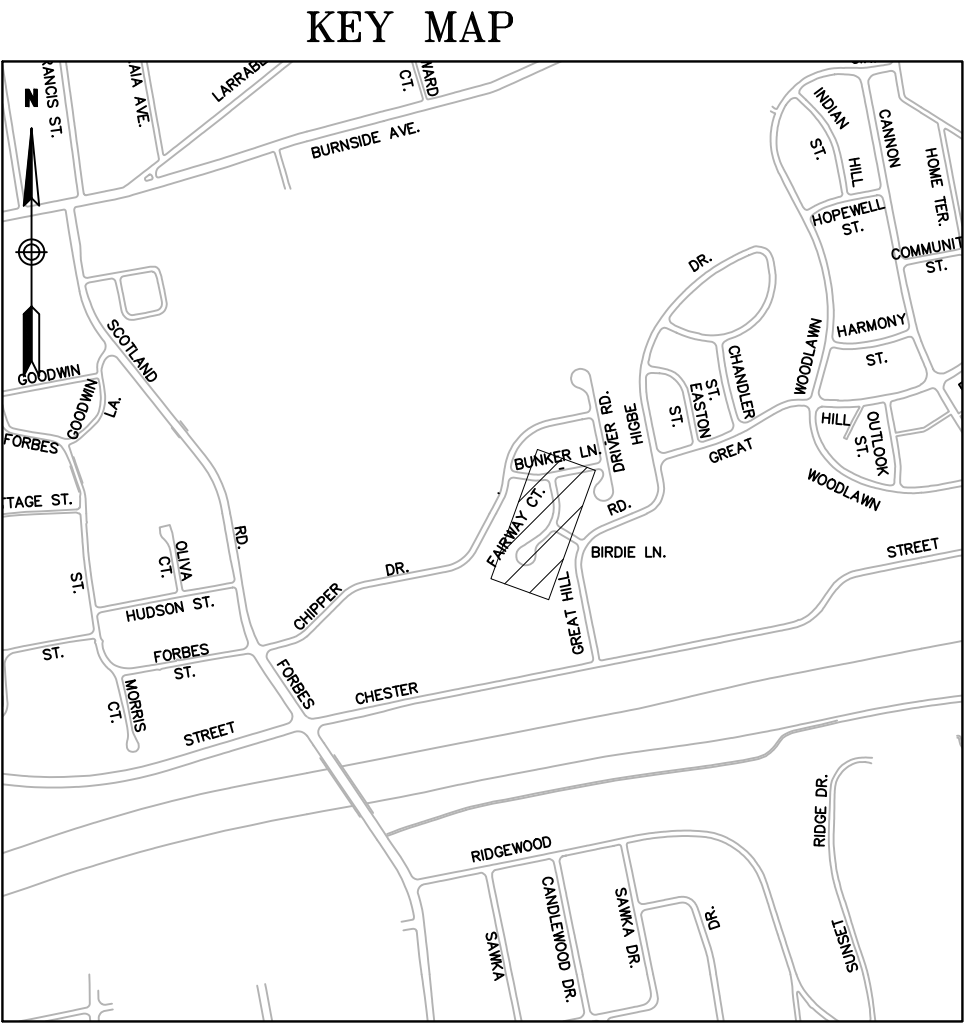 KEY MAP
N
RANCIS ST.
AIA AVE.
WARD
CT.
BURNSIDE AVE.
INDIAN
HILL
ST.
CANNON
HOME TER.
HOPEWELL
ST.
COMMUNIT
ST.
DR.
SCOTLAND
RD.
WOODLAWN
HARMONY
ST.
GOODWIN
GOODWIN
LA.
FORBES
CHANDLER
ST.
EASTON
ST.
HIGBE
DRIVER RD.
GREAT
HILL
OUTLOOK
ST.
WOODLAWN
BUNKER LN.
FAIRWAY CT.
RD.
BIRDIE LN.
TAGE ST.
ST.
OLIVA
CT.
HUDSON ST.
CHIPPER
DR.
GREAT HILL
STREET
ST.
FORBES
ST.
FORBES
MORRIS
CT.
CHESTER
STREET
RIDGE DR.
RIDGEWOOD
SAWKA
CANDLEWOOD DR.
SAWKA DR.
DR.
SUNSET